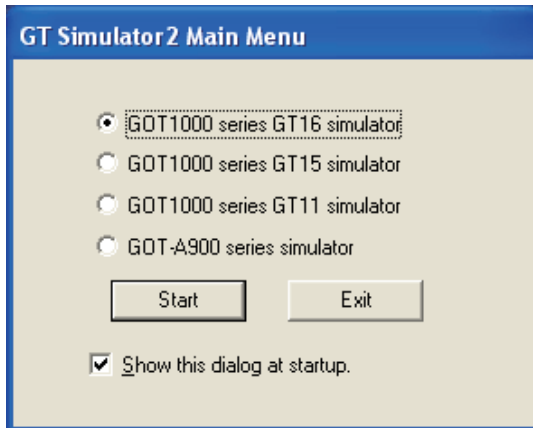 GT Simulator2 Main Menu
GOT1000 series GT16 simulator
GOT1000 series GT15 simulator
GOT1000 series GT11 simulator
GOT-A900 series simulator
Start Exit
Show this dialog at startup.